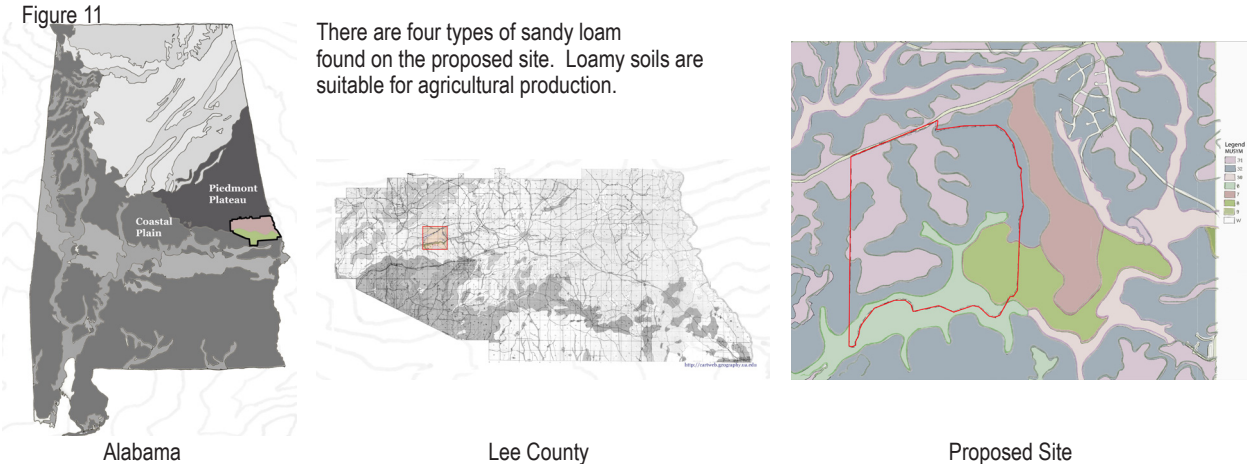 Figure 11
There are four types of sandy loam
found on the proposed site. Loamy soils are
suitable for agricultural production.
Piedmont
Plateau
Coastal
Plain
http://cartweb.geography.ua.edu
Legend
MUSYM
W
Alabama
Lee County
Proposed Site